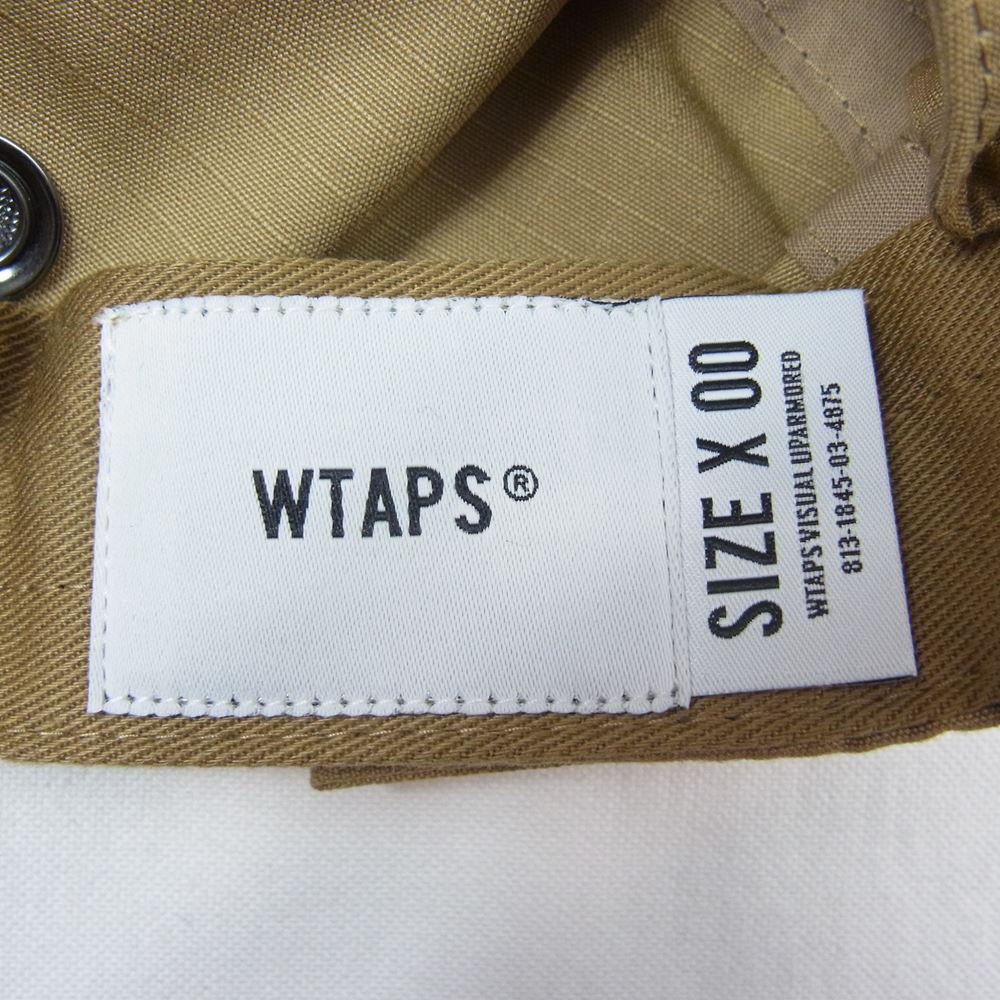 WTAPS®
SIZE X 00
WTAPS VISUAL UPARMORED
813-1845-03-4875